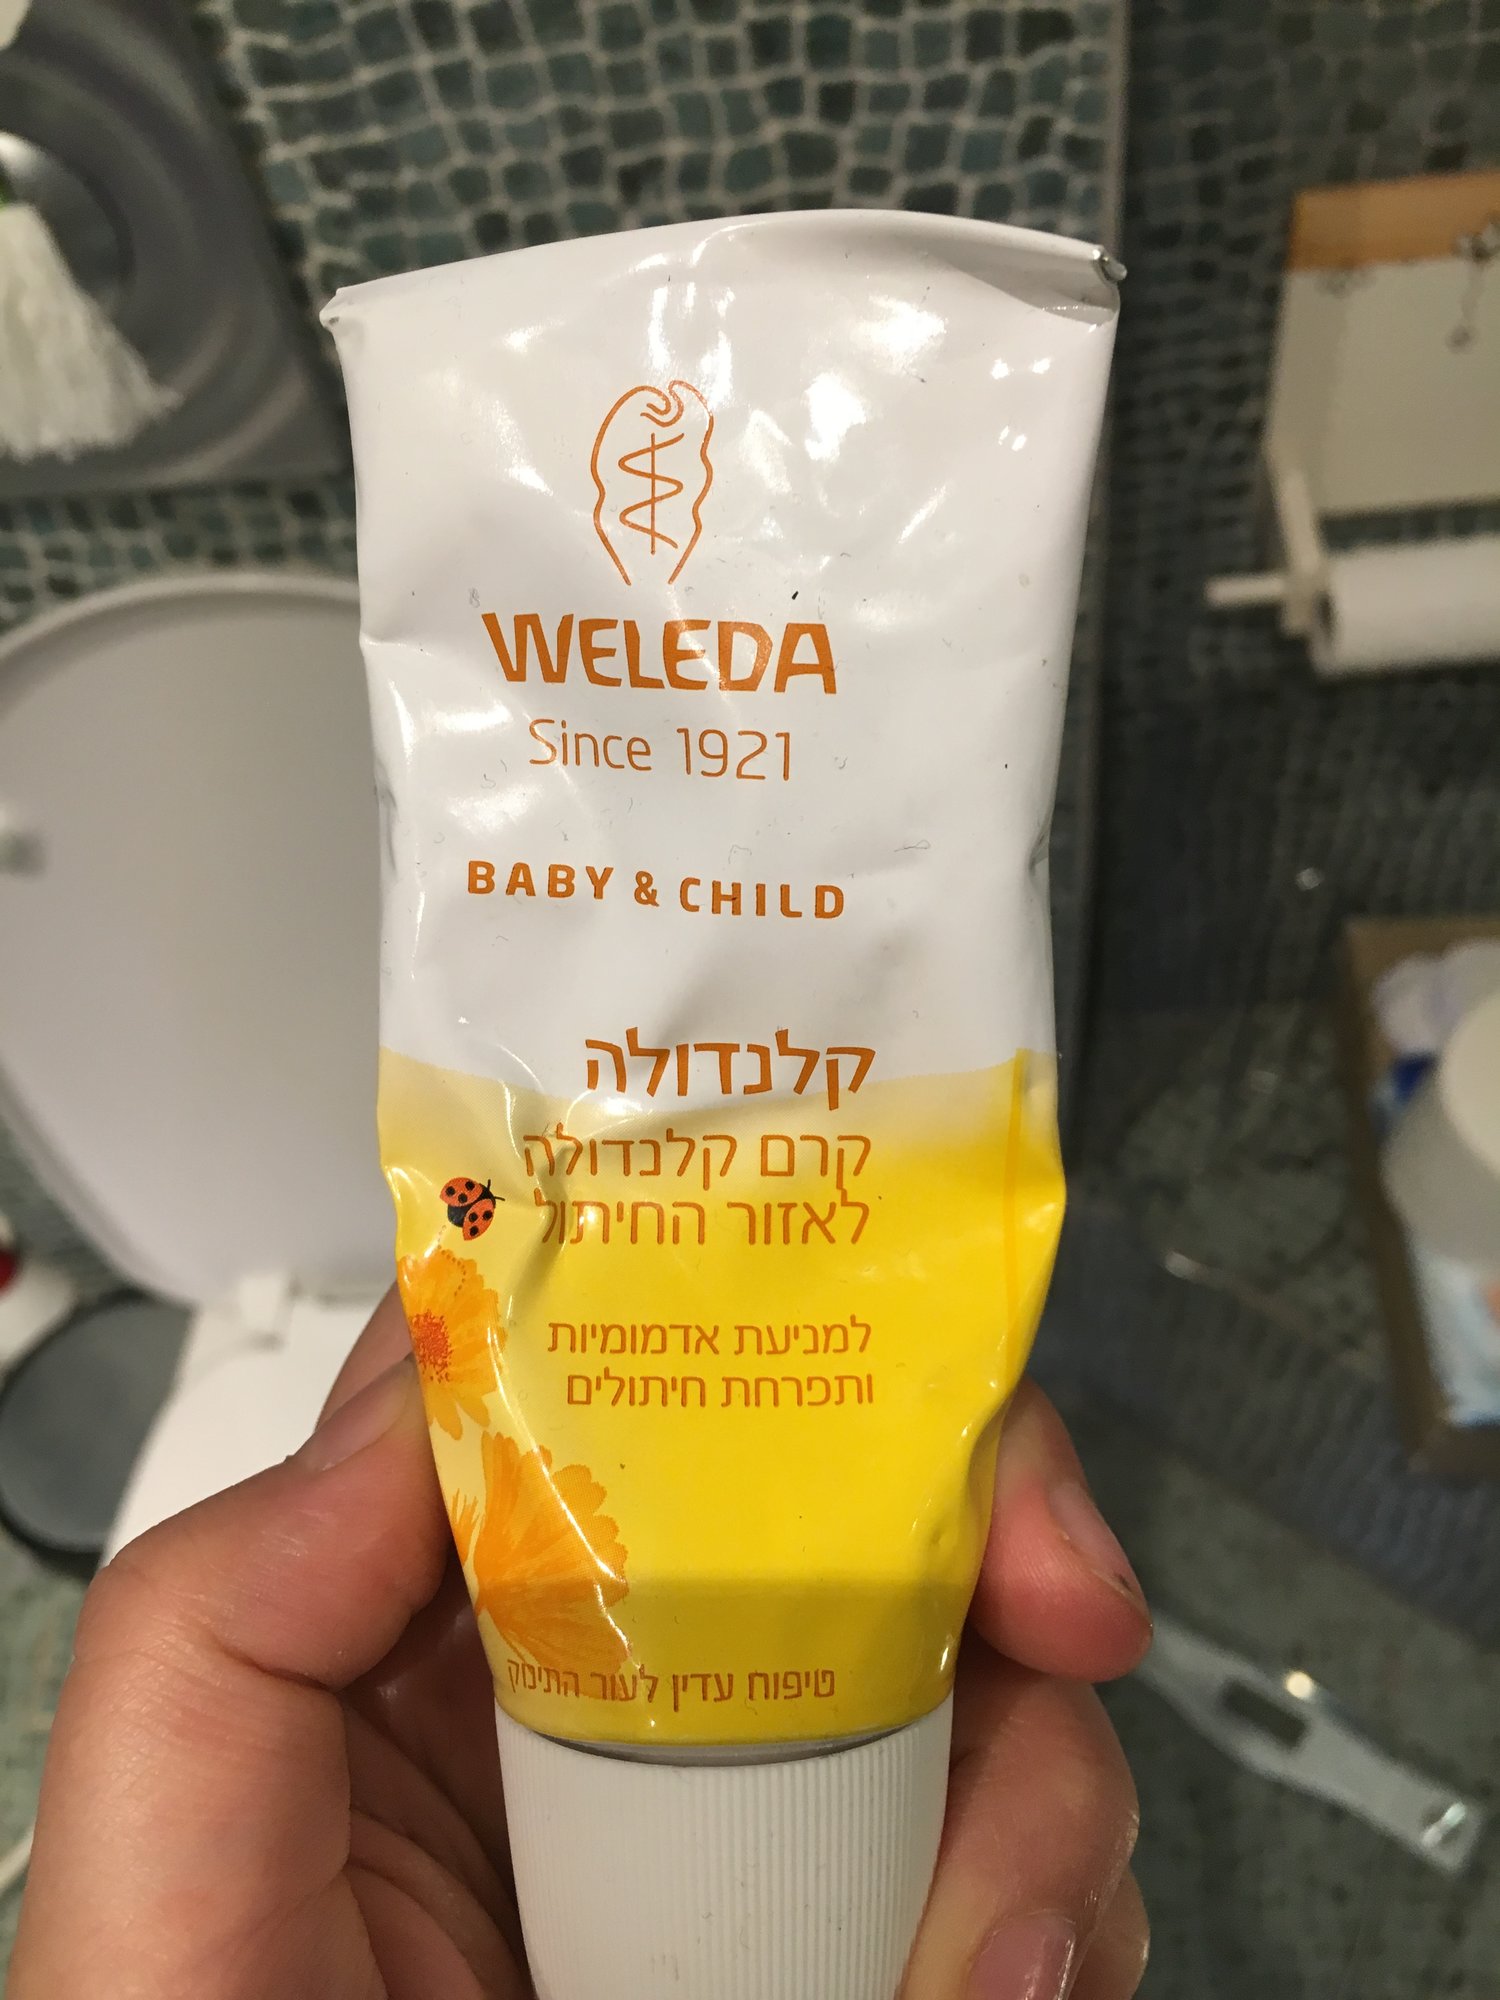 WELEDA
Since 1921
BABY & CHILD
קלנדולה
קרם קלנדולה
לאזור החיתול
למניעת אדמומיות
ותפרחת חיתולים
טיפוח עדין לעור התינוק